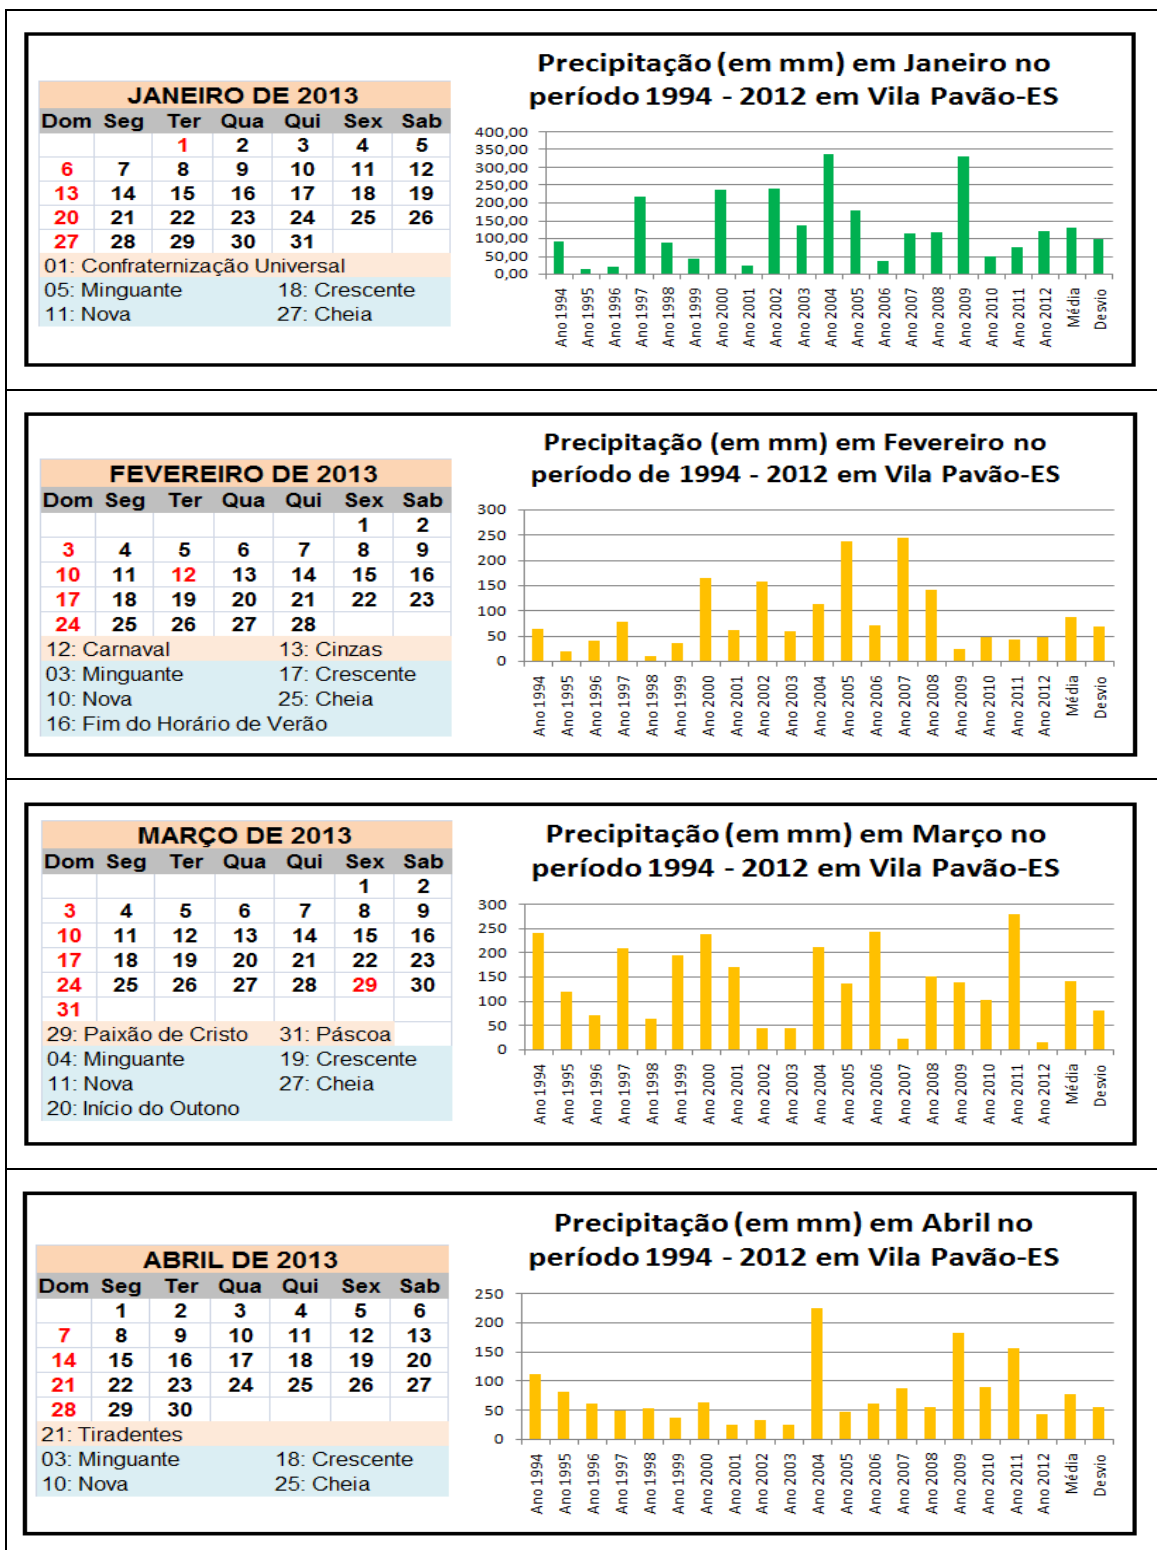 JANEIRO DE 2013
Dom Seg Ter Qua Qui Sex Sab
1 2 3 4 5
6 7 8 9 10 11 12
13 14 15 16 17 18 19
20 21 22 23 24 25 26
27 28 29 30 31
01: Confraternização Universal
05: Minguante 18: Crescente
11: Nova 27: Cheia
Precipitação (em mm) em Janeiro no
período 1994 - 2012 em Vila Pavão-ES
400,00
350,00
300,00
250,00
200,00
150,00
100,00
50,00
0,00
Ano 1994
Ano 1995
Ano 1996
Ano 1997
Ano 1998
Ano 1999
Ano 2000
Ano 2001
Ano 2002
Ano 2003
Ano 2004
Ano 2005
Ano 2006
Ano 2007
Ano 2008
Ano 2009
Ano 2010
Ano 2011
Ano 2012
Média
Desvio
FEVEREIRO DE 2013
Dom Seg Ter Qua Qui Sex Sab
1 2
3 4 5 6 7 8 9
10 11 12 13 14 15 16
17 18 19 20 21 22 23
24 25 26 27 28
12: Carnaval 13: Cinzas
03: Minguante 17: Crescente
10: Nova 25: Cheia
16: Fim do Horário de Verão
Precipitação (em mm) em Fevereiro no
período de 1994 - 2012 em Vila Pavão-ES
300
250
200
150
100
50
0
Ano 1994
Ano 1995
Ano 1996
Ano 1997
Ano 1998
Ano 1999
Ano 2000
Ano 2001
Ano 2002
Ano 2003
Ano 2004
Ano 2005
Ano 2006
Ano 2007
Ano 2008
Ano 2009
Ano 2010
Ano 2011
Ano 2012
Média
Desvio
MARÇO DE 2013
Dom Seg Ter Qua Qui Sex Sab
1 2
3 4 5 6 7 8 9
10 11 12 13 14 15 16
17 18 19 20 21 22 23
24 25 26 27 28 29 30
31
29: Paixão de Cristo 31: Páscoa
04: Minguante 19: Crescente
11: Nova 27: Cheia
20: Início do Outono
Precipitação (em mm) em Março no
período 1994 - 2012 em Vila Pavão-ES
300
250
200
150
100
50
0
Ano 1994
Ano 1995
Ano 1996
Ano 1997
Ano 1998
Ano 1999
Ano 2000
Ano 2001
Ano 2002
Ano 2003
Ano 2004
Ano 2005
Ano 2006
Ano 2007
Ano 2008
Ano 2009
Ano 2010
Ano 2011
Ano 2012
Média
Desvio
ABRIL DE 2013
Dom Seg Ter Qua Qui Sex Sab
1 2 3 4 5 6
7 8 9 10 11 12 13
14 15 16 17 18 19 20
21 22 23 24 25 26 27
28 29 30
21: Tiradentes
03: Minguante 18: Crescente
10: Nova 25: Cheia
Precipitação (em mm) em Abril no
período 1994 - 2012 em Vila Pavão-ES
250
200
150
100
50
0
Ano 1994
Ano 1995
Ano 1996
Ano 1997
Ano 1998
Ano 1999
Ano 2000
Ano 2001
Ano 2002
Ano 2003
Ano 2004
Ano 2005
Ano 2006
Ano 2007
Ano 2008
Ano 2009
Ano 2010
Ano 2011
Ano 2012
Média
Desvio